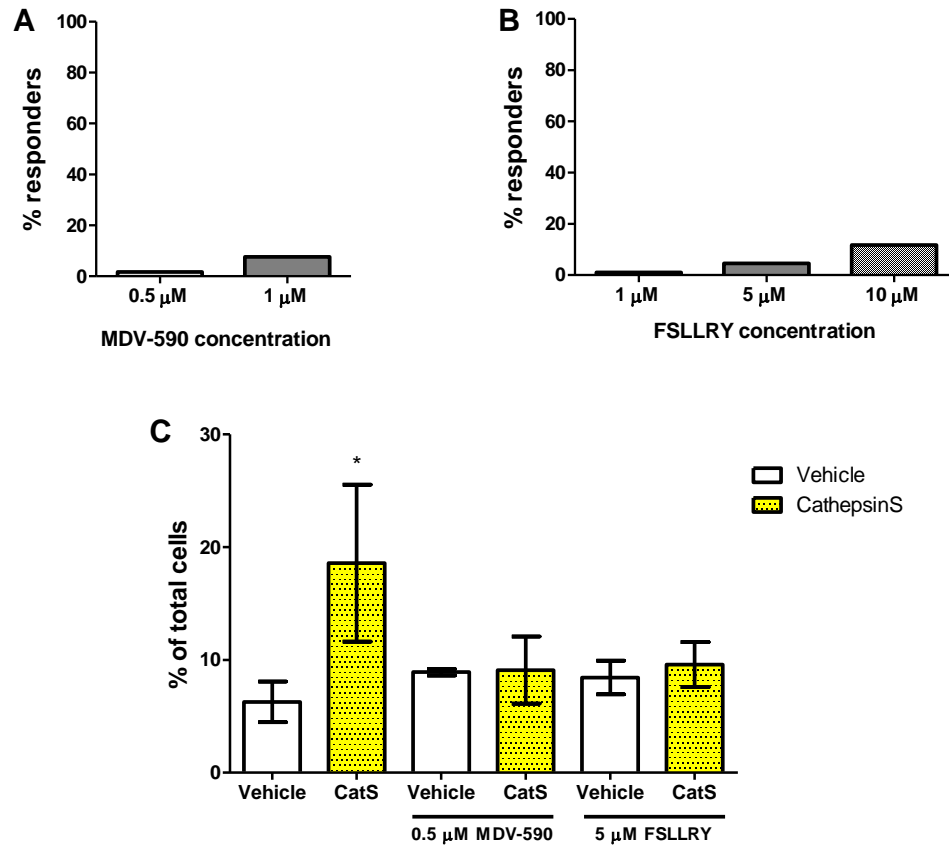 A
% responders
100
80
60
40
20
0
0.5 μM 1 μM
MDV-590 concentration
B
% responders
100
80
60
40
20
0
1 μM 5 μM 10 μM
FSLLRY concentration
C
% of total cells
30
20
10
0
*
Vehicle
CathepsinS
Vehicle CatS Vehicle CatS Vehicle CatS
0.5 μM MDV-590 5 μM FSLLRY